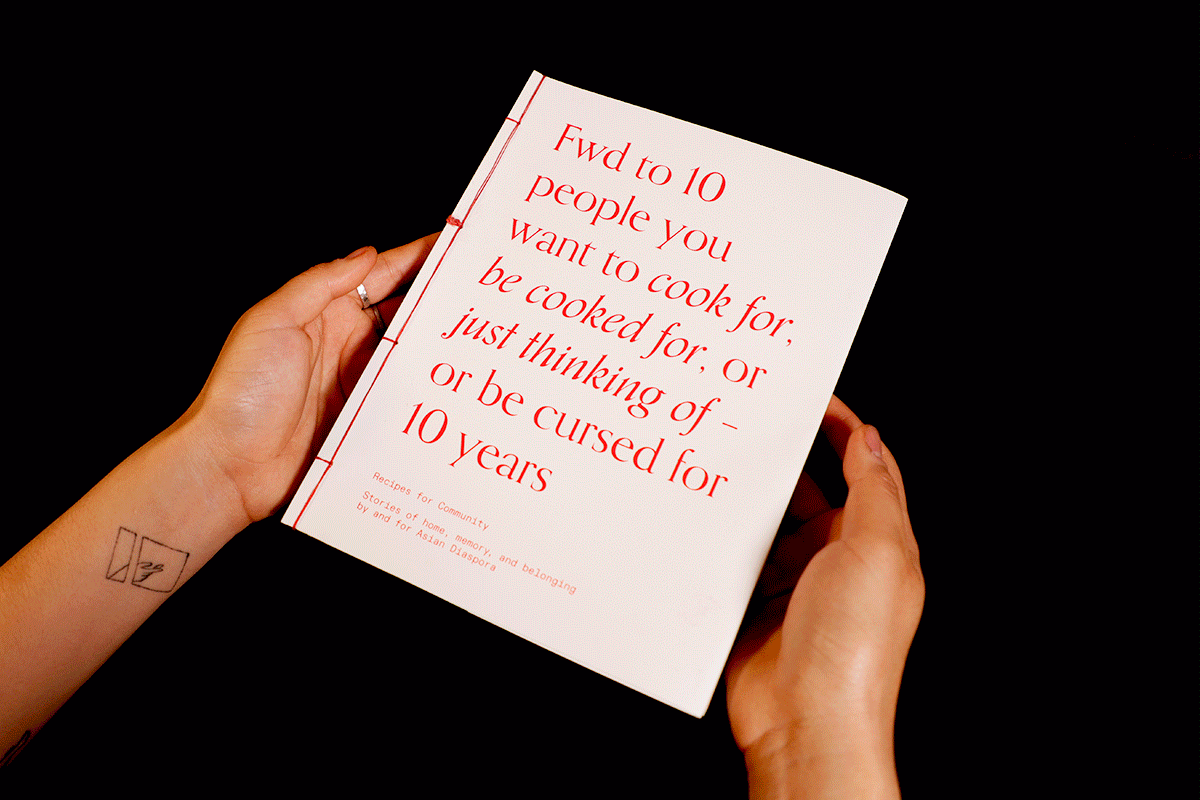 Fwd to 10
people you
want to cook for,
be cooked for, or
just thinking of –
or be cursed for
10 years
Recipes for Community
Stories of home, memory, and belonging
by and for Asian Diaspora